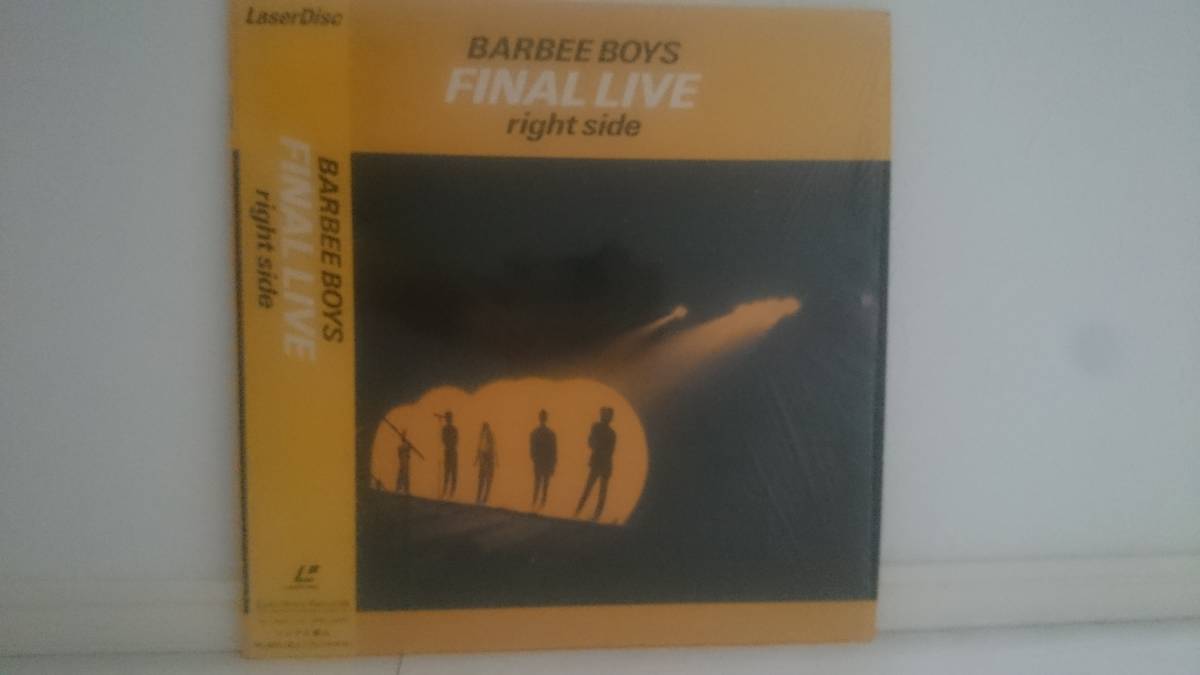 LaserDisc
BARBEE BOYS
FINAL LIVE
right side
BARBEE BOYS
FINAL LIVE
right side